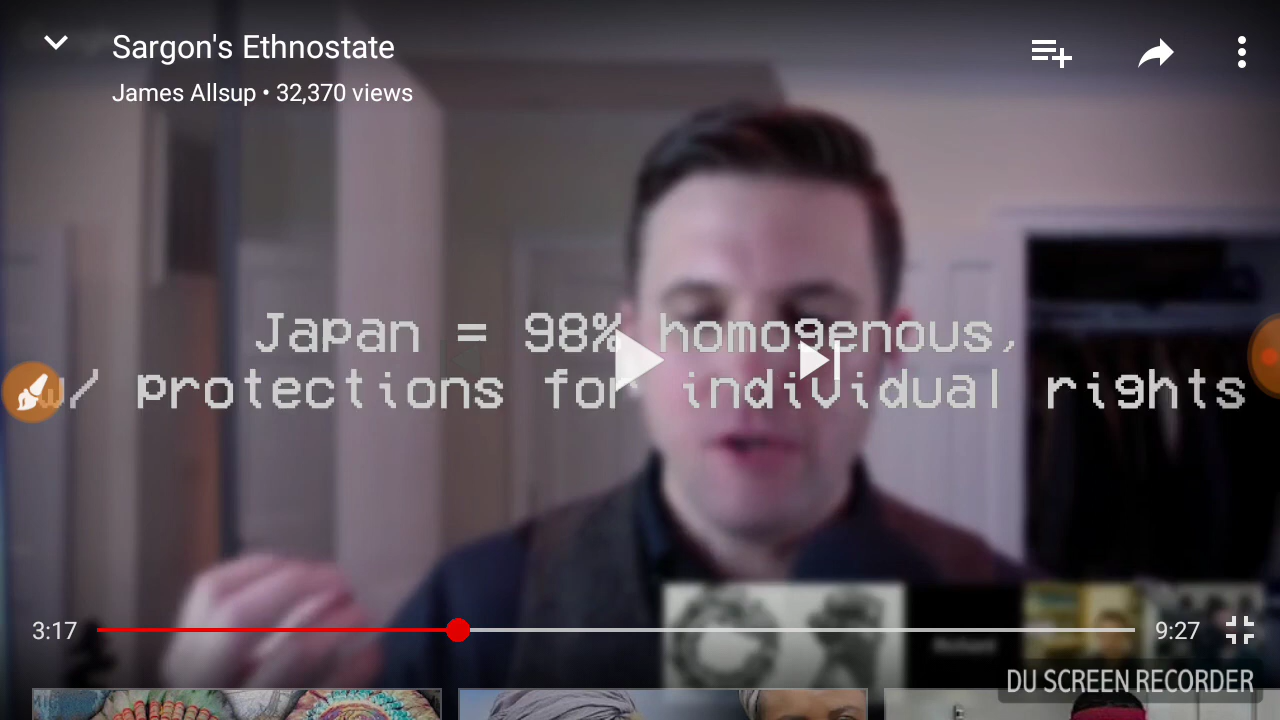 Sargon's Ethnostate
James Allsup • 32,370 views
Japan = 98% homogenous,
w/ protections for individual rights
3:17
9:27
DU SCREEN RECORDER